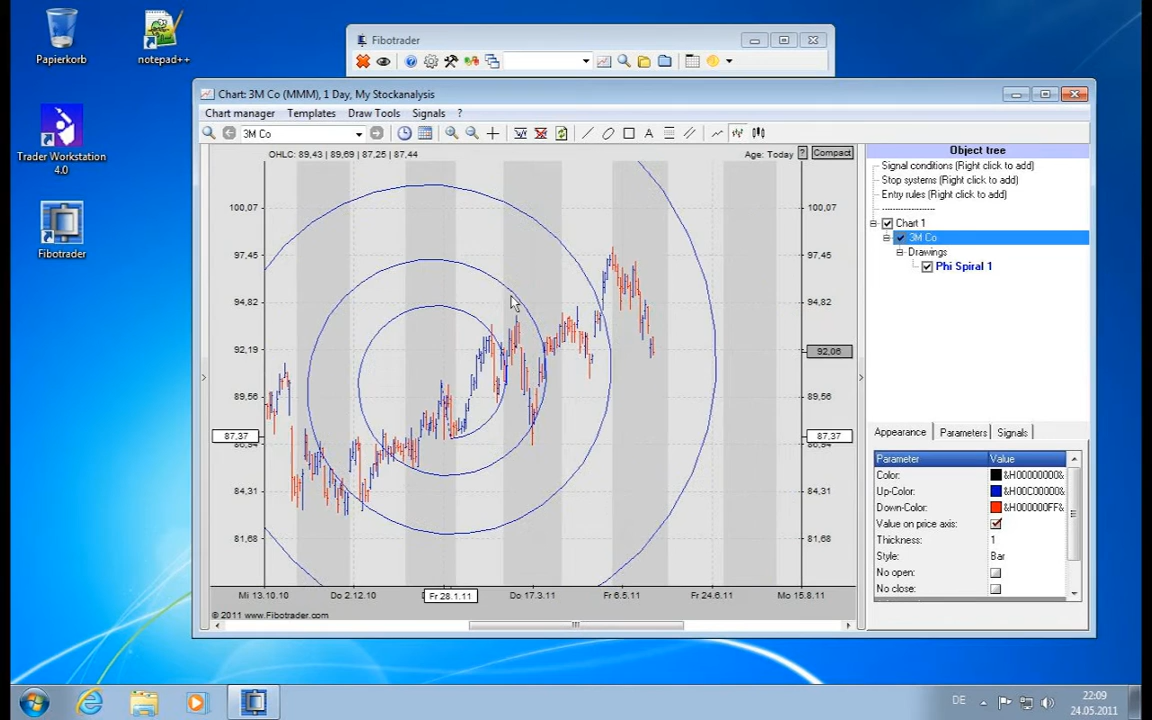 Papierkorb
notepad++
Trader Workstation
4.0
Fibotrader
Fibotrader
Chart: 3M Co (MMM), 1 Day, My Stockanalysis
Chart manager Templates Draw Tools Signals ?
3M Co
A
OHLC: 89,43 | 89,69 | 87,25 | 87,44
Age: Today ? Compact
100,07 100,07
97,45 97,45
94,82 94,82
92,19 92,19
92,06
89,56 89,56
87,37 87,37
84,31 84,31
81,68 81,68
Mi 13.10.10 Do 2.12.10 Fr 28.1.11 Do 17.3.11 Fr 6.5.11 Fr 24.6.11 Mo 15.8.11
© 2011 www.Fibotrader.com
Object tree
Signal conditions (Right click to add)
Stop systems (Right click to add)
Entry rules (Right click to add)
--------------------
Chart 1
3M Co
Drawings
Phi Spiral 1
Appearance Parameters Signals
Parameter Value
Color: &H00000000&
Up-Color: &H00C00000&
Down-Color: &H000000FF&
Value on price axis:
Thickness: 1
Style: Bar
No open:
No close:
DE
22:09
24.05.2011